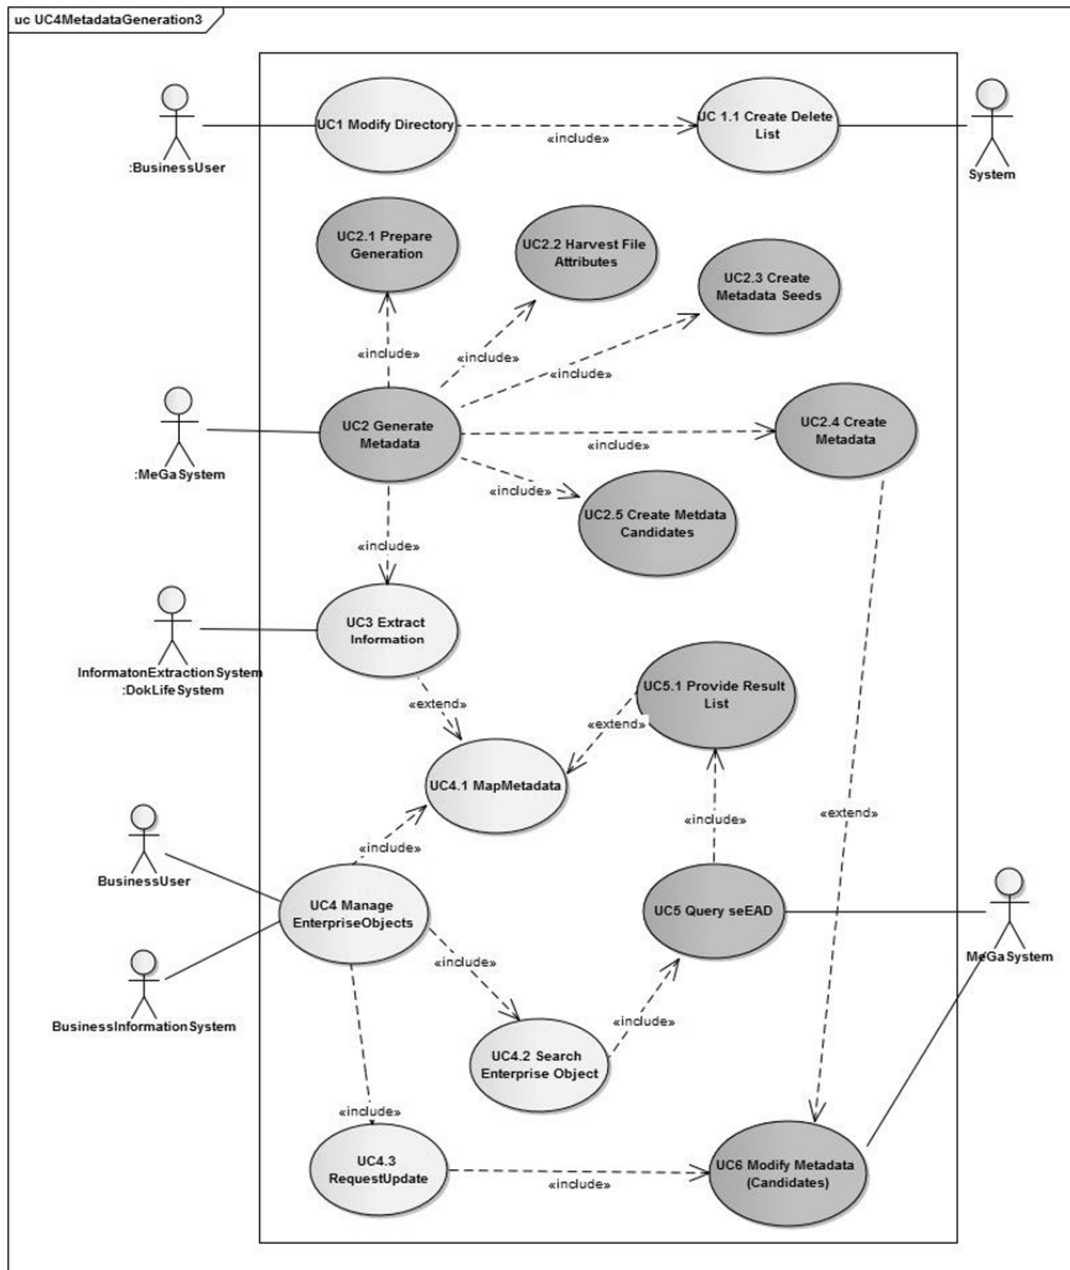 uc UC4MetadataGeneration3
:BusinessUser
UC1 Modify Directory
«include»
UC 1.1 Create Delete
List
System
UC2.1 Prepare
Generation
UC2.2 Harvest File
Attributes
UC2.3 Create
Metadata Seeds
«include»
«include»
«include»
:MeGaSystem
UC2 Generate
Metadata
«include»
UC2.4 Create
Metadata
«include»
UC2.5 Create Metdata
Candidates
«include»
InformatonExtractionSystem
:DokLifeSystem
UC3 Extract
Information
«extend»
UC5.1 Provide Result
List
«extend»
UC4.1 MapMetadata
«include»
«include»
«extend»
BusinessUser
UC4 Manage
EnterpriseObjects
UC5 Query seEAD
MeGaSystem
BusinessInformationSystem
«include»
«include»
UC4.2 Search
Enterprise Object
«include»
UC4.3
RequestUpdate
«include»
UC6 Modify Metadata
(Candidates)